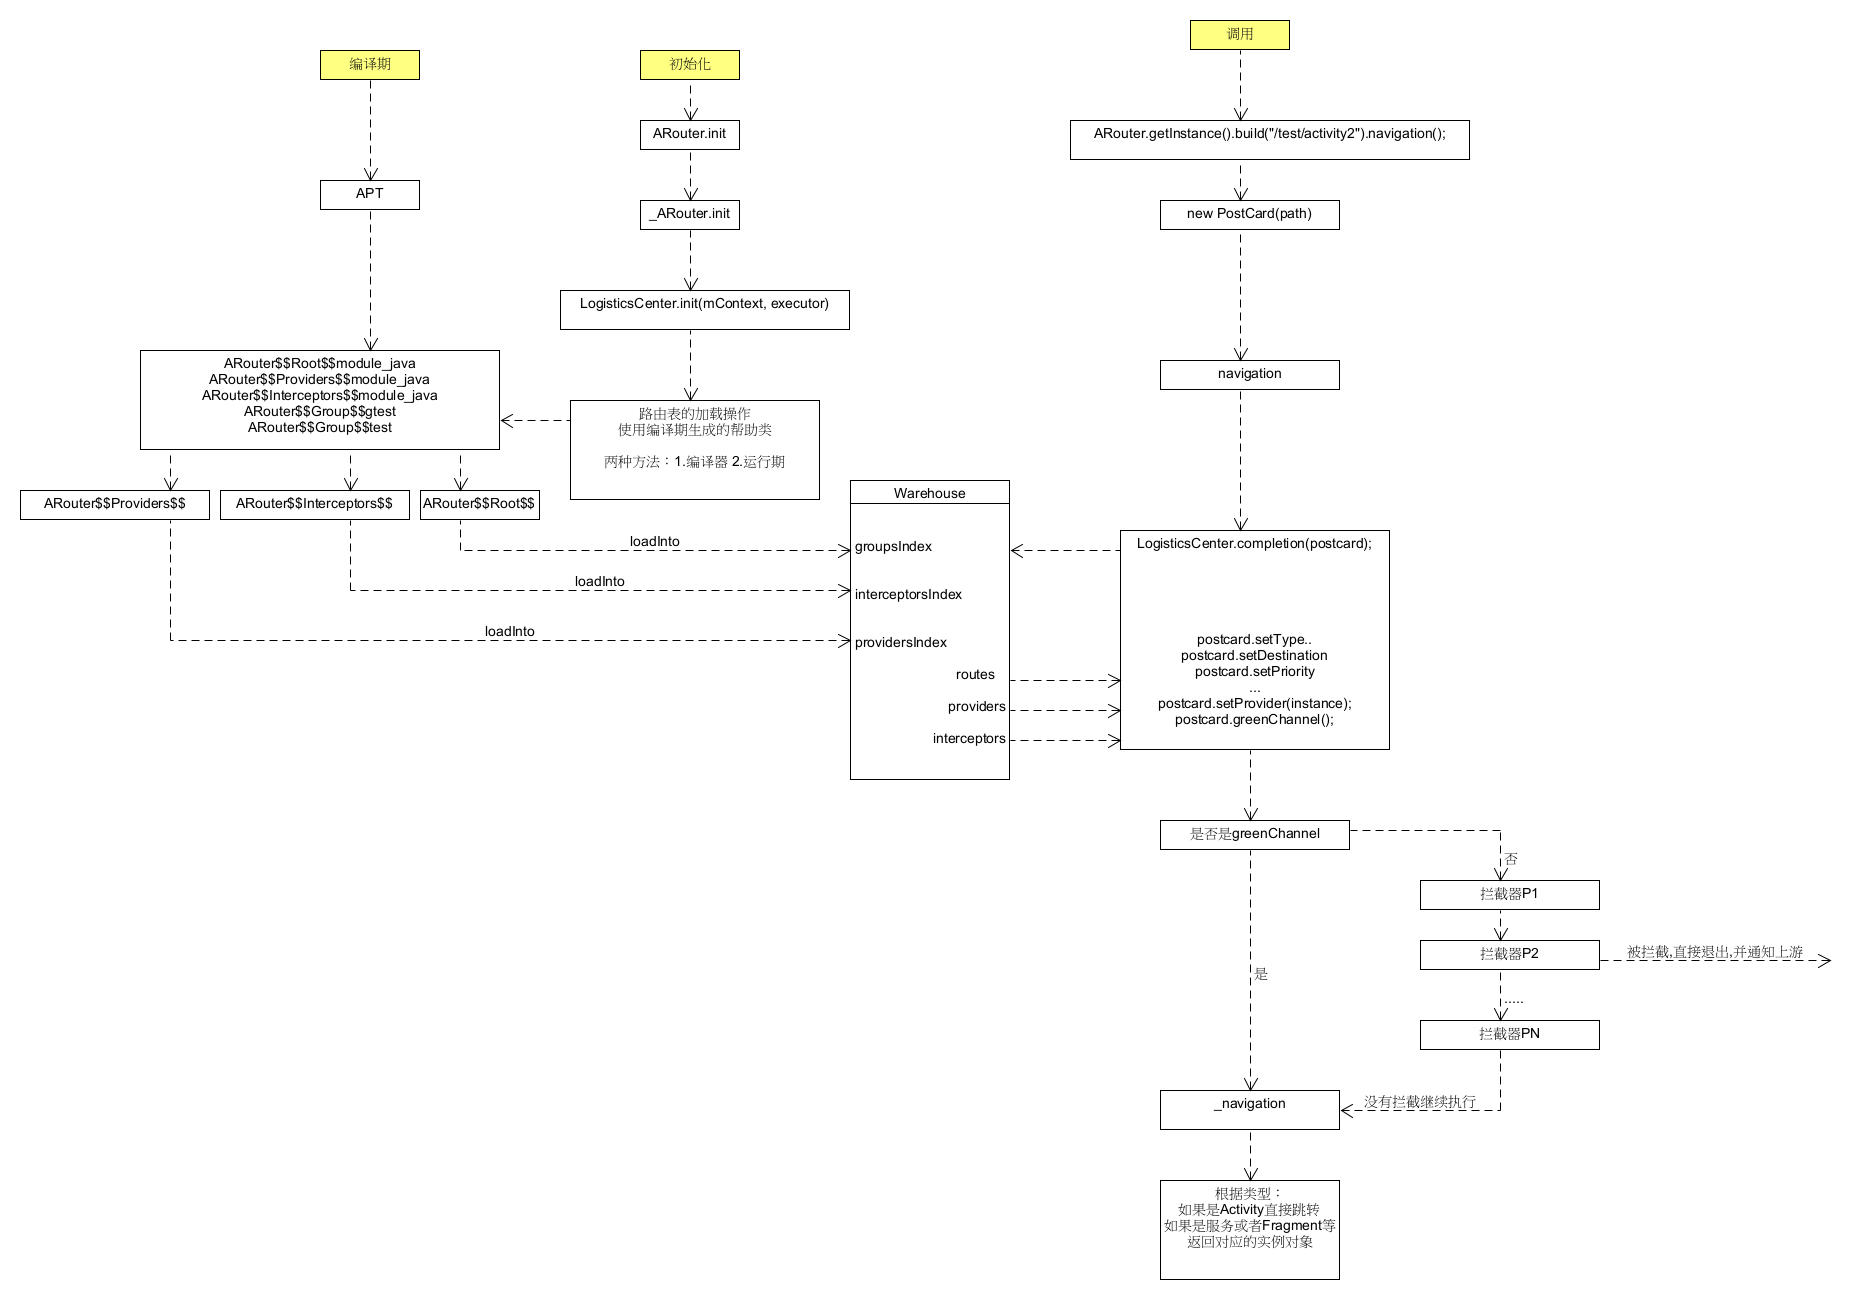 编译期
APT
ARouter$$Root$$module_java
ARouter$$Providers$$module_java
ARouter$$Interceptors$$module_java
ARouter$$Group$$gtest
ARouter$$Group$$test
ARouter$$Providers$$
ARouter$$Interceptors$$
ARouter$$Root$$
初始化
ARouter.init
_ARouter.init
LogisticsCenter.init(mContext, executor)
路由表的加载操作
使用编译期生成的帮助类
两种方法：1.编译器 2.运行期
loadInto
loadInto
loadInto
Warehouse
groupsIndex
interceptorsIndex
providersIndex
routes
providers
interceptors
调用
ARouter.getInstance().build("/test/activity2").navigation();
new PostCard(path)
navigation
LogisticsCenter.completion(postcard);
postcard.setType..
postcard.setDestination
postcard.setPriority
...
postcard.setProvider(instance);
postcard.greenChannel();
是否是greenChannel
否
拦截器P1
拦截器P2
被拦截,直接退出,并通知上游
.....
拦截器PN
是
没有拦截继续执行
_navigation
根据类型：
如果是Activity直接跳转
如果是服务或者Fragment等
返回对应的实例对象